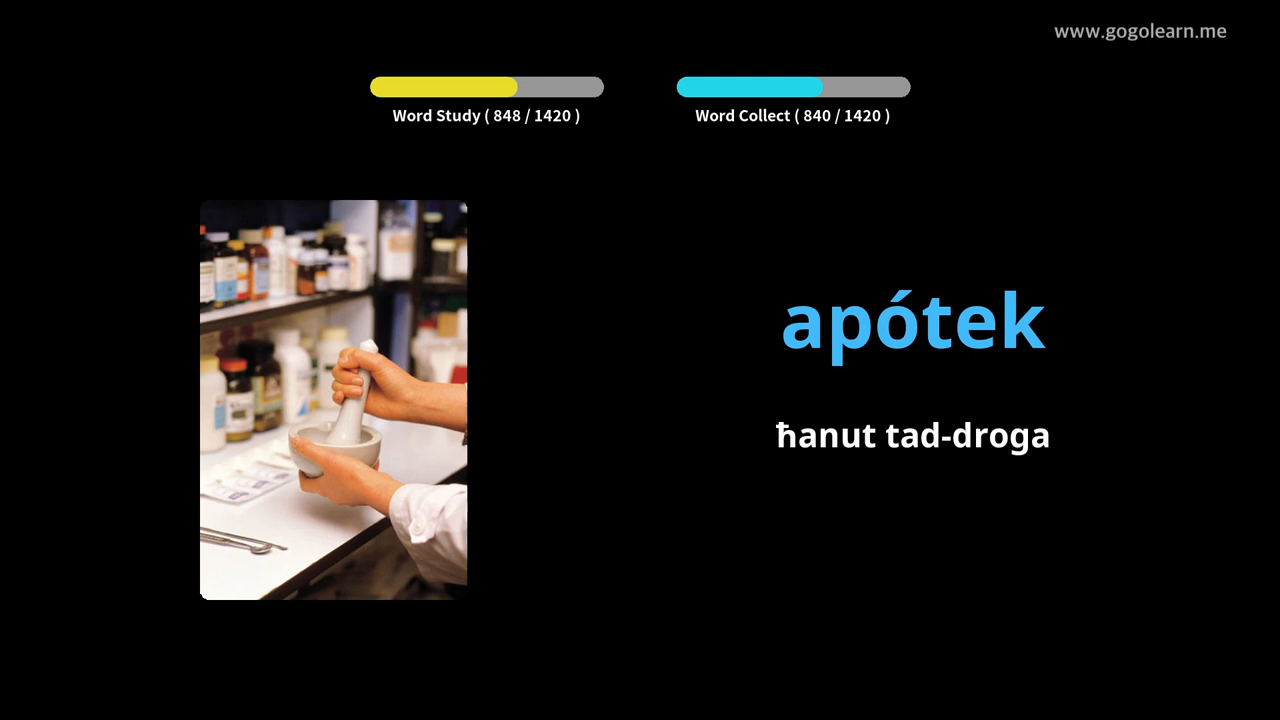 www.gogolearn.me
Word Study ( 848 / 1420 )
Word Collect ( 840 / 1420 )
apótek
ħanut tad-droga